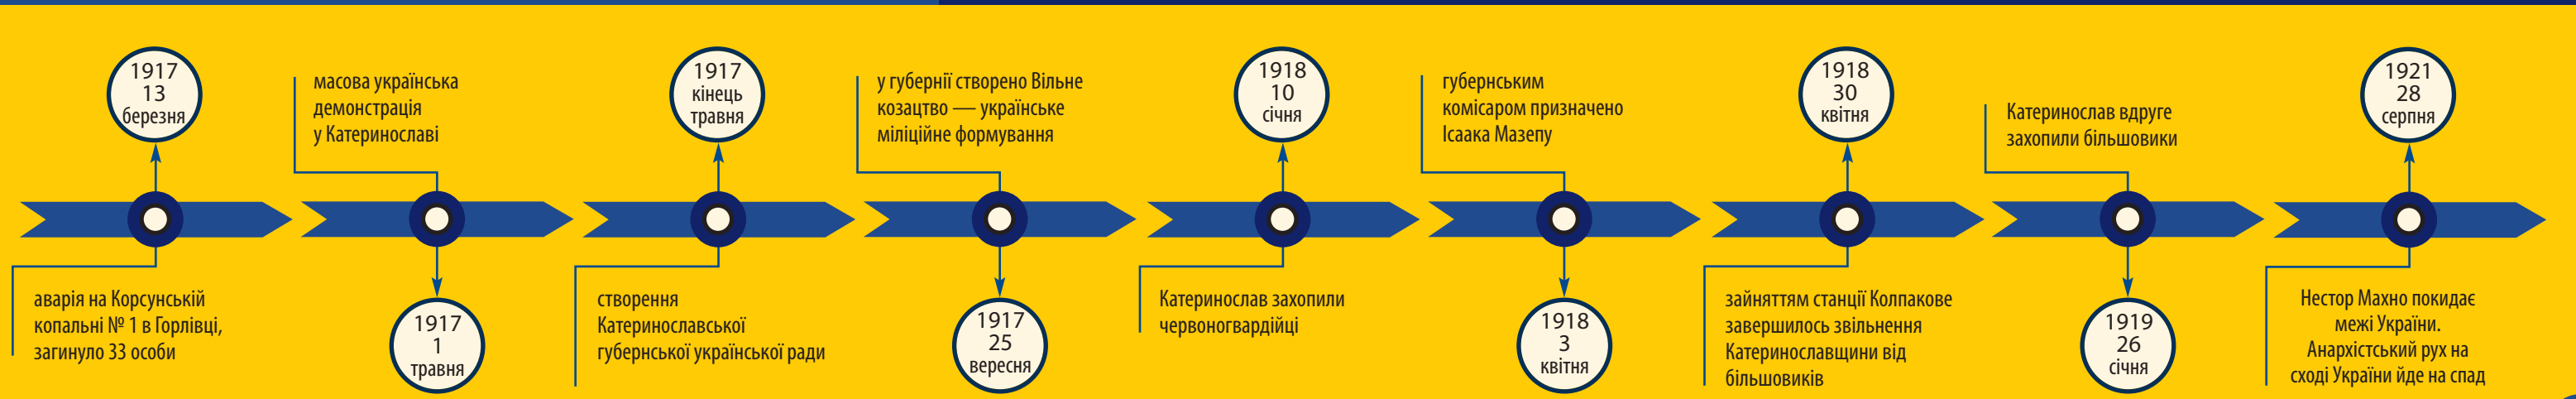 1917
13
березня
аварія на Корсунській
копальні № 1 в Горлівці,
загинуло 33 особи
масова українська
демонстрація
у Катеринославі
1917
1
травня
1917
кінець
травня
створення
Катеринославської
губернської української ради
у губернії створено Вільне
козацтво — українське
міліційне формування
1917
25
вересня
1918
10
січня
Катеринослав захопили
червоногвардійці
губернським
комісаром призначено
Ісаака Мазепу
1918
3
квітня
1918
30
квітня
зайняттям станції Колпакове
завершилось звільнення
Катеринославщини від
більшовиків
Катеринослав вдруге
захопили більшовики
1919
26
січня
1921
28
серпня
Нестор Махно покидає
межі України.
Анархістський рух на
сході України йде на спад